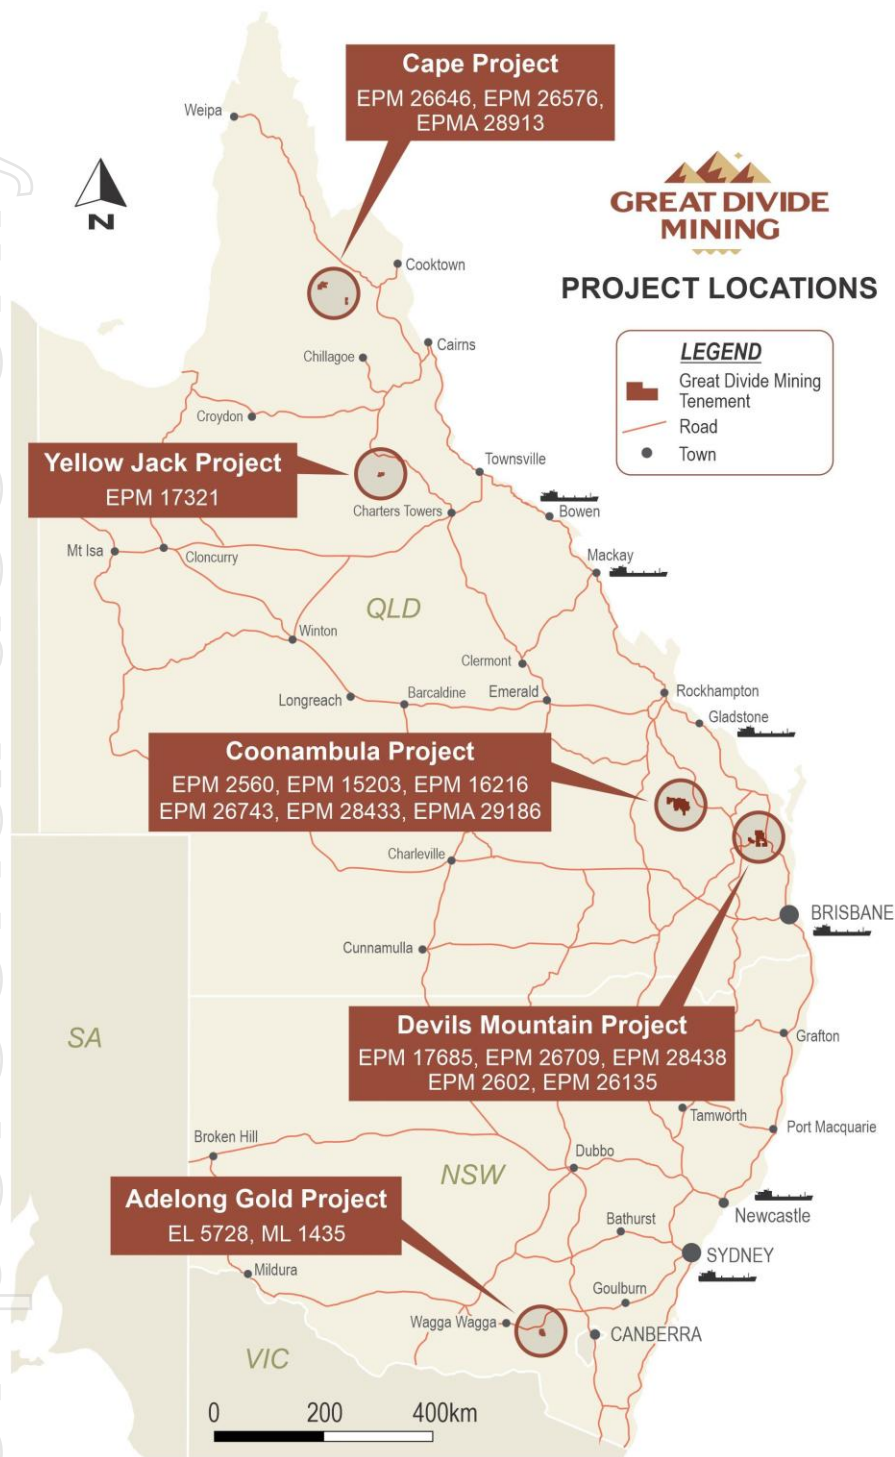 Cape Project
EPM 26646, EPM 26576,
EPMA 28913
Weipa
N
GREAT DIVIDE
MINING
PROJECT LOCATIONS
Cooktown
LEGEND
Great Divide Mining
Tenement
Road
Town
Cairns
Chillagoe
Croydon
Yellow Jack Project
EPM 17321
Townsville
Charters Towers
Bowen
Mt Isa
Cloncurry
Mackay
QLD
Winton
Clermont
Longreach
Barcaldine
Emerald
Rockhampton
Gladstone
Coonambula Project
EPM 2560, EPM 15203, EPM 16216
EPM 26743, EPM 28433, EPMA 29186
Charleville
BRISBANE
Cunnamulla
Devils Mountain Project
EPM 17685, EPM 26709, EPM 28438
EPM 2602, EPM 26135
SA
Grafton
Tamworth
Port Macquarie
Broken Hill
Dubbo
NSW
Adelong Gold Project
EL 5728, ML 1435
Newcastle
Bathurst
SYDNEY
Mildura
Goulburn
Wagga Wagga
CANBERRA
VIC
0 200 400km